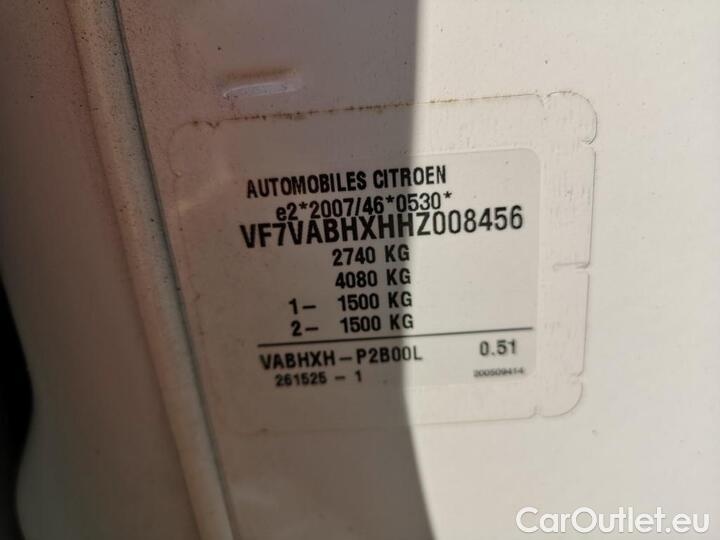 AUTOMOBILES CITROEN
e2*2007/46*0530*
VF7VABHXHHZ008456
2740 KG
4080 KG
1- 1500 KG
2- 1500 KG
VABHXH-P2B00L 0.51
261525-1 200509414
CarOutlet.eu